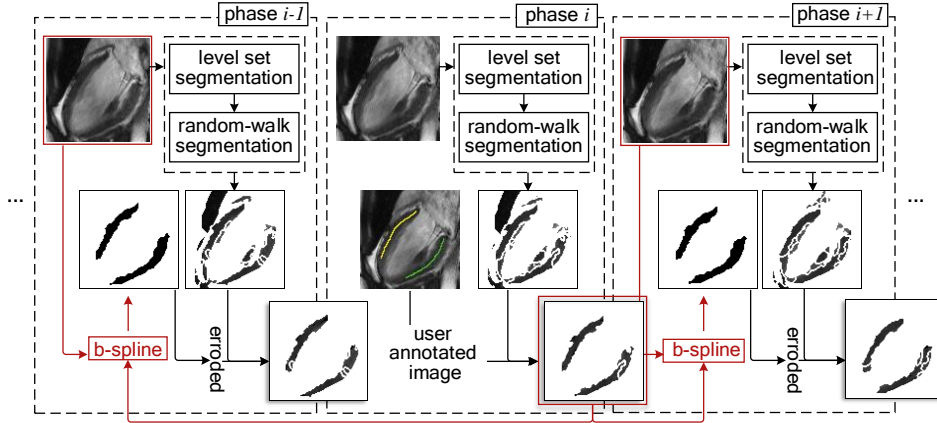 phase i-1
phase i
phase i+1
level set
segmentation
random-walk
segmentation
level set
segmentation
random-walk
segmentation
level set
segmentation
random-walk
segmentation
...
...
b-spline
erroded
user
annotated
image
b-spline
erroded